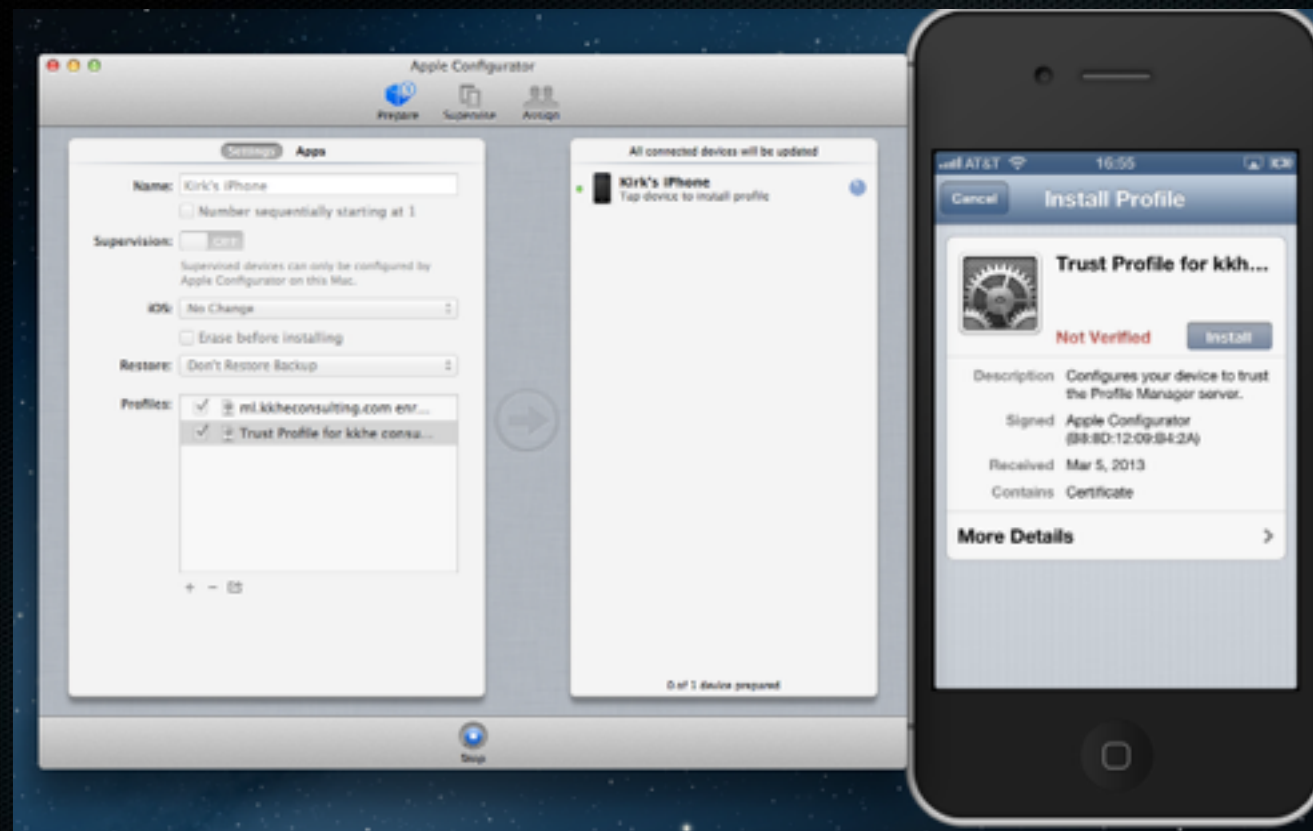 Apple Configurator
Prepare Supervise Assign
Settings Apps
Name: Kirk's iPhone
Number sequentially starting at 1
Supervision: OFF
Supervised devices can only be configured by
Apple Configurator on this Mac.
iOS: No Change
Erase before installing
Restore: Don't Restore Backup
Profiles: ml.kkheconsulting.com enr...
Trust Profile for kkhe consu...
+ -
All connected devices will be updated
Kirk's iPhone
Tap device to install profile
0 of 1 device prepared
Stop
AT&T 16:55
Cancel Install Profile
Trust Profile for kkh...
Not Verified Install
Description Configures your device to trust
the Profile Manager server.
Signed Apple Configurator
(B8:8D:12:09:B4:2A)
Received Mar 5, 2013
Contains Certificate
More Details >